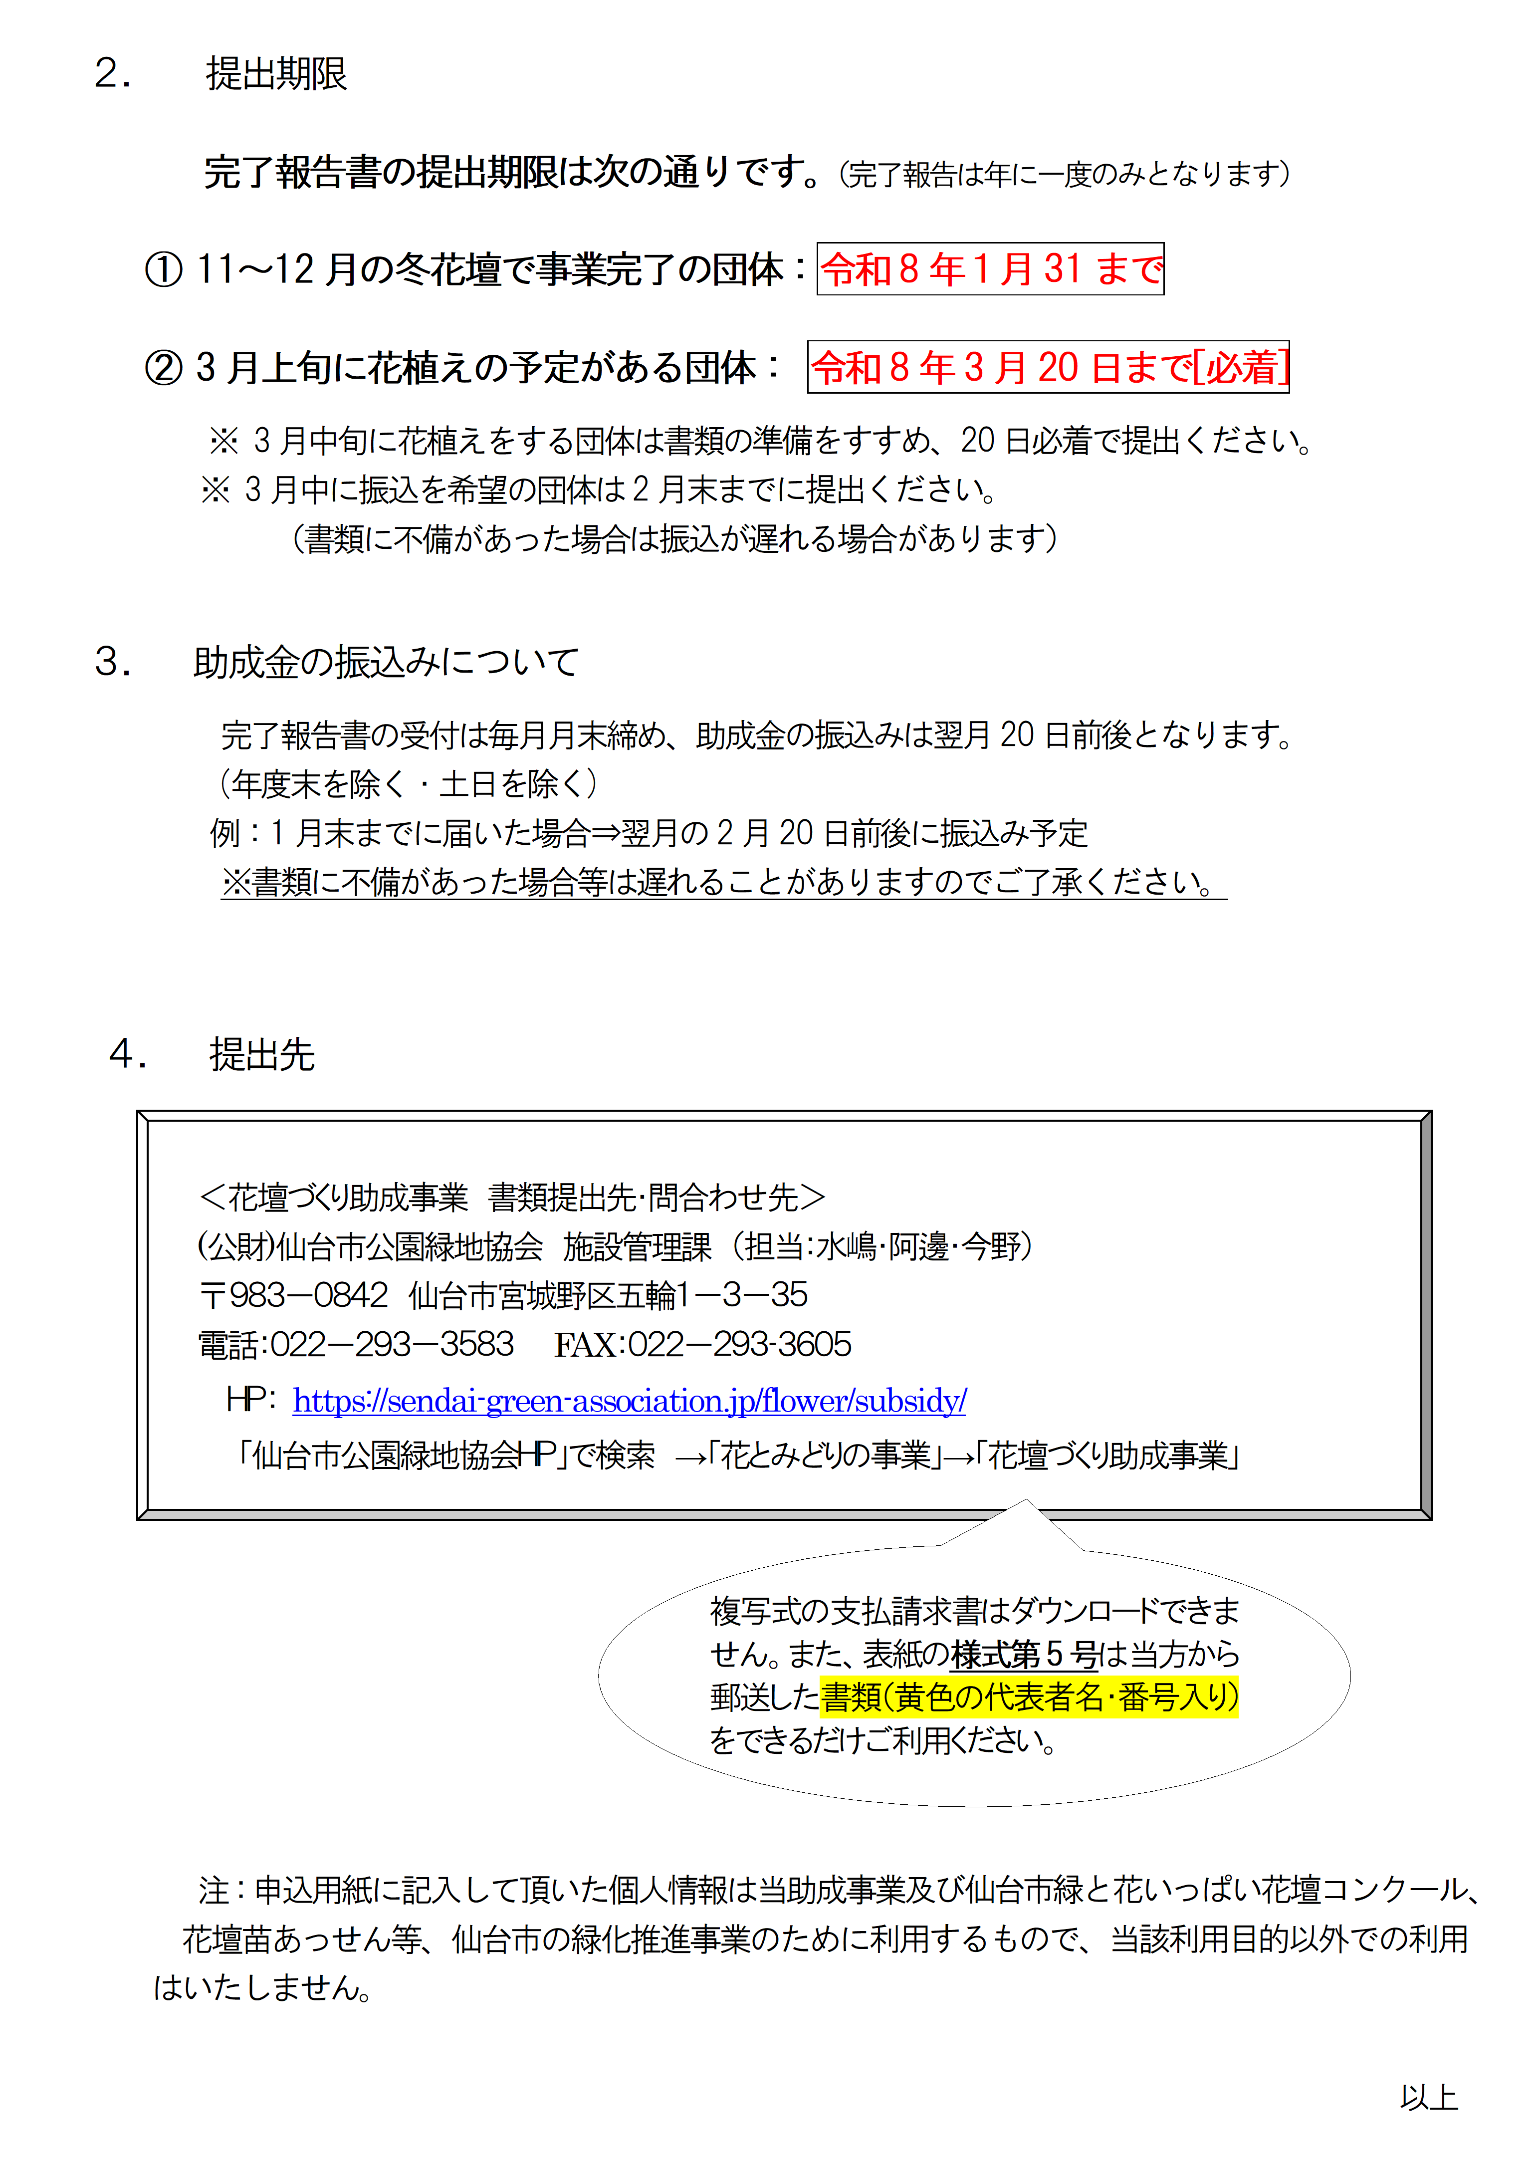 ２．　　提出期限
完了報告書の提出期限は次の通りです。（完了報告は年に一度のみとなります）
① 11～12 月の冬花壇で事業完了の団体：令和 8 年 1 月 31 まで
② 3 月上旬に花植えの予定がある団体： 令和 8 年 3 月 20 日まで[必着]
※ 3 月中旬に花植えをする団体は書類の準備をすすめ、20 日必着で提出ください。
※ 3 月中に振込を希望の団体は 2 月末までに提出ください。
（書類に不備があった場合は振込が遅れる場合があります）
３．　　助成金の振込みについて
完了報告書の受付は毎月月末締め、助成金の振込みは翌月 20 日前後となります。
（年度末を除く・土日を除く）
例：1 月末までに届いた場合⇒翌月の 2 月 20 日前後に振込み予定
※書類に不備があった場合等は遅れることがありますのでご了承ください。
４．　　提出先
＜花壇づくり助成事業　書類提出先・問合わせ先＞
(公財)仙台市公園緑地協会　施設管理課　（担当：水嶋・阿邊・今野）
〒983－0842　仙台市宮城野区五輪1－3－35
電話：022－293－3583　　FAX：022－293-3605
HP： https://sendai-green-association.jp/flower/subsidy/
「仙台市公園緑地協会HP」で検索　→「花とみどりの事業」→「花壇づくり助成事業」
複写式の支払請求書はダウンロードできま
せん。また、表紙の様式第 5 号は当方から
郵送した書類（黄色の代表者名・番号入り）
をできるだけご利用ください。
注：申込用紙に記入して頂いた個人情報は当助成事業及び仙台市緑と花いっぱい花壇コンクール、
花壇苗あっせん等、仙台市の緑化推進事業のために利用するもので、当該利用目的以外での利用
はいたしません。
以上